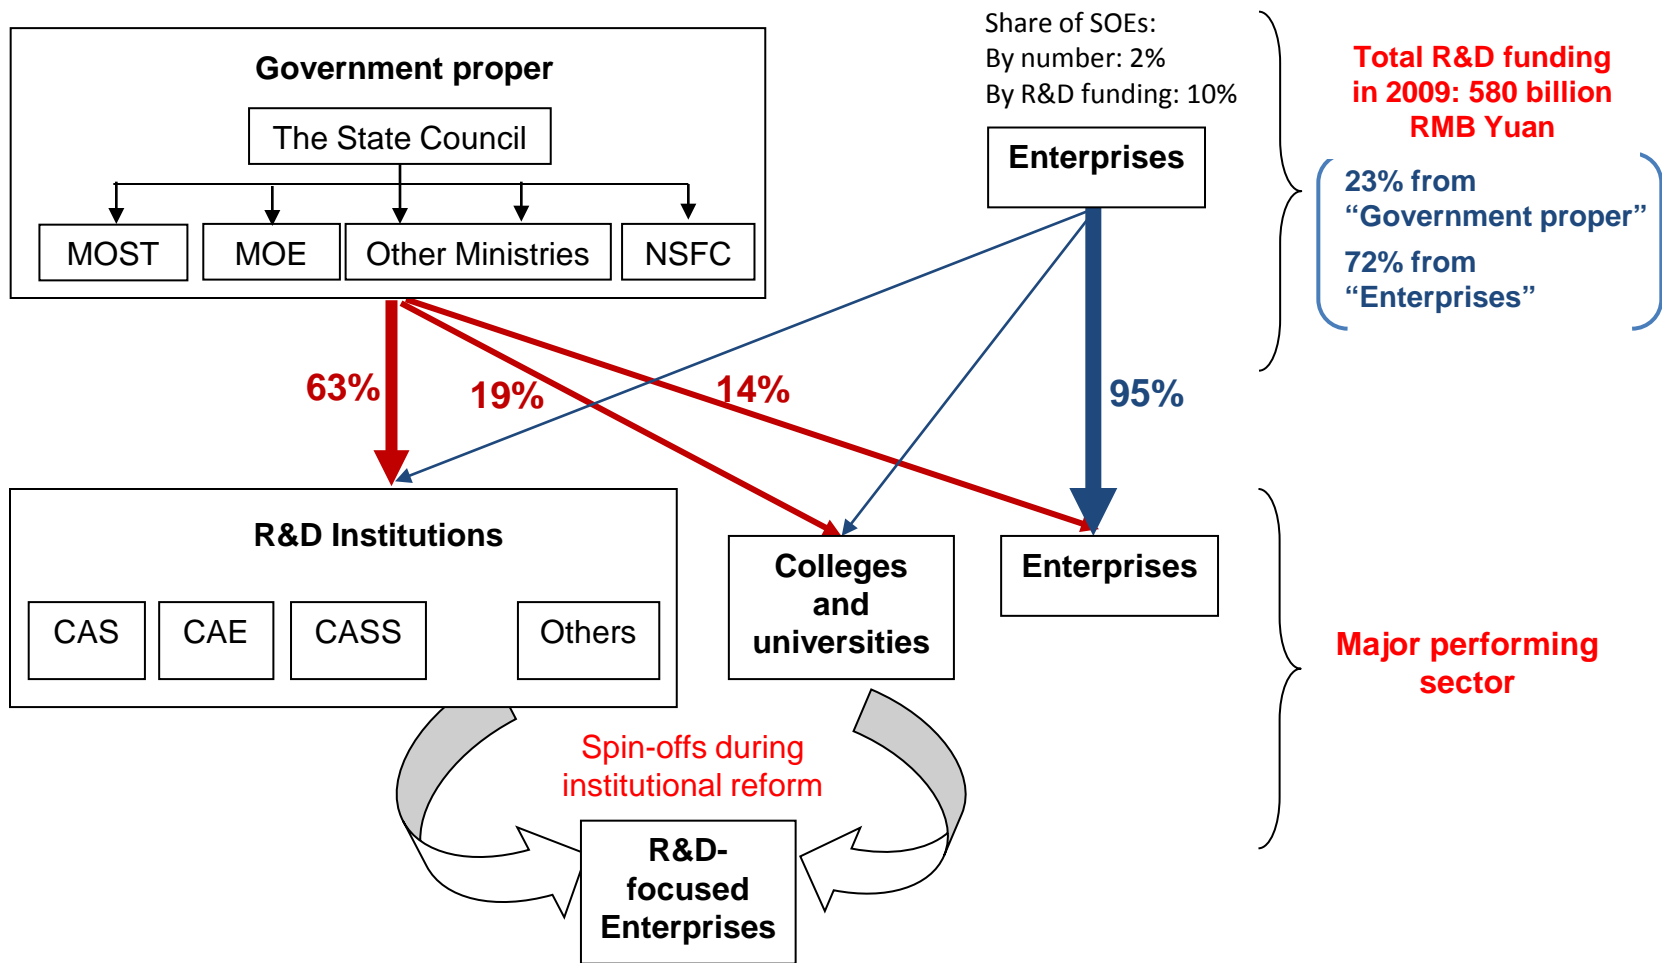 Government proper
The State Council
MOST
MOE
Other Ministries
NSFC
Share of SOEs:
By number: 2%
By R&D funding: 10%
Enterprises
Total R&D funding
in 2009: 580 billion
RMB Yuan
23% from
“Government proper”
72% from
“Enterprises”
63%
19%
14%
95%
R&D Institutions
CAS
CAE
CASS
Others
Colleges
and
universities
Enterprises
Major performing
sector
Spin-offs during
institutional reform
R&D-
focused
Enterprises